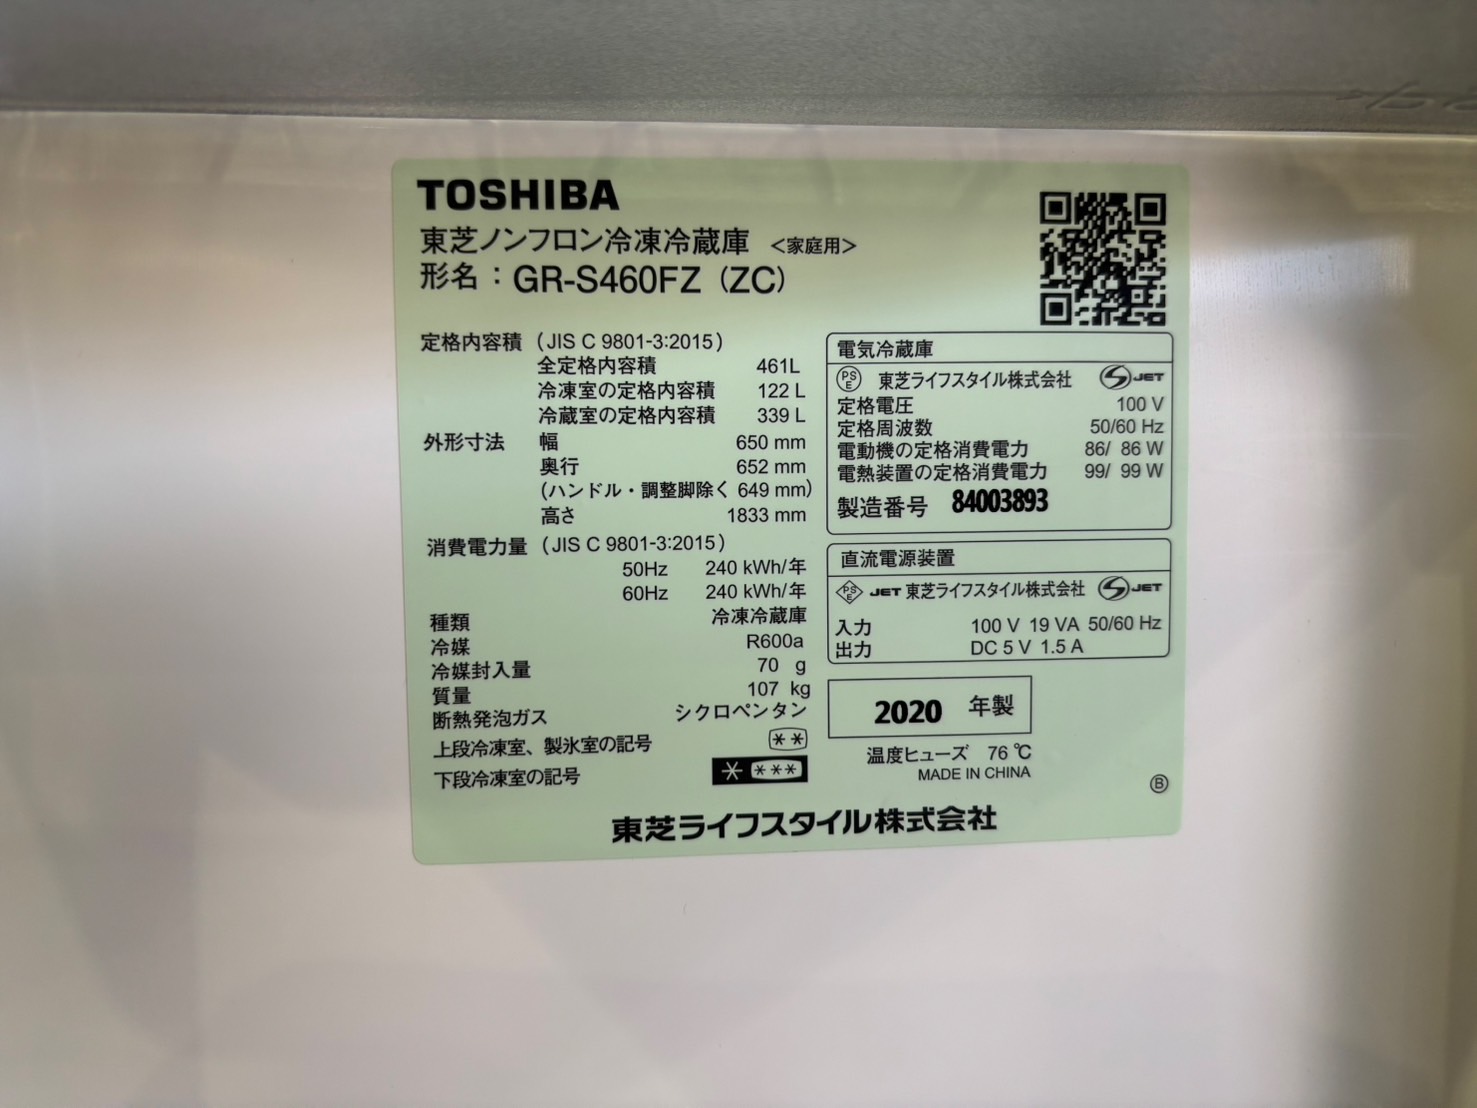 TOSHIBA
東芝ノンフロン冷凍冷蔵庫 <家庭用>
形名：GR-S460FZ (ZC)
定格内容積 (JIS C 9801-3:2015)
全定格内容積 461L
冷凍室の定格内容積 122 L
冷蔵室の定格内容積 339 L
外形寸法 幅 650 mm
奥行 652 mm
(ハンドル・調整脚除く 649 mm)
高さ 1833 mm
消費電力量 (JIS C 9801-3:2015)
50Hz 240 kWh/年
60Hz 240 kWh/年
種類 冷凍冷蔵庫
冷媒 R600a
冷媒封入量 70 g
質量 107 kg
断熱発泡ガス シクロペンタン
上段冷凍室、製氷室の記号 **
下段冷凍室の記号 * ***
電気冷蔵庫
PSE 東芝ライフスタイル株式会社 S JET
定格電圧 100 V
定格周波数 50/60 Hz
電動機の定格消費電力 86/ 86 W
電熱装置の定格消費電力 99/ 99 W
製造番号 84003893
直流電源装置
PSE JET 東芝ライフスタイル株式会社 S JET
入力 100 V 19 VA 50/60 Hz
出力 DC 5 V 1.5 A
2020 年製
温度ヒューズ 76 ℃
MADE IN CHINA
Ⓑ
東芝ライフスタイル株式会社